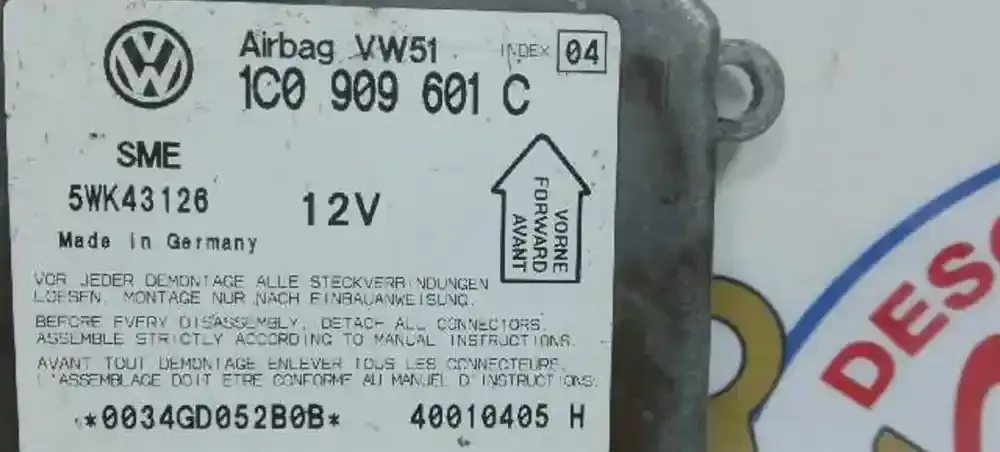 Airbag VW51 INDEX 04
1C0 909 601 C
SME
5WK43126
12V
VORNE
FORWARD
AVANT
Made in Germany
VOR JEDER DEMONTAGE ALLE STECKVERBINDUNGEN
LOESEN. MONTAGE NUR NACH EINBAUANWEISUNG.
BEFORE EVERY DISASSEMBLY, DETACH ALL CONNECTORS.
ASSEMBLE STRICTLY ACCORDING TO MANUAL INSTRUCTIONS.
AVANT TOUT DEMONTAGE ENLEVER TOUS LES CONNECTEURS.
L'ASSEMBLAGE DOIT ETRE CONFORME AU MANUEL D'INSTRUCTIONS.
*0034GD052B0B* 40010405 H